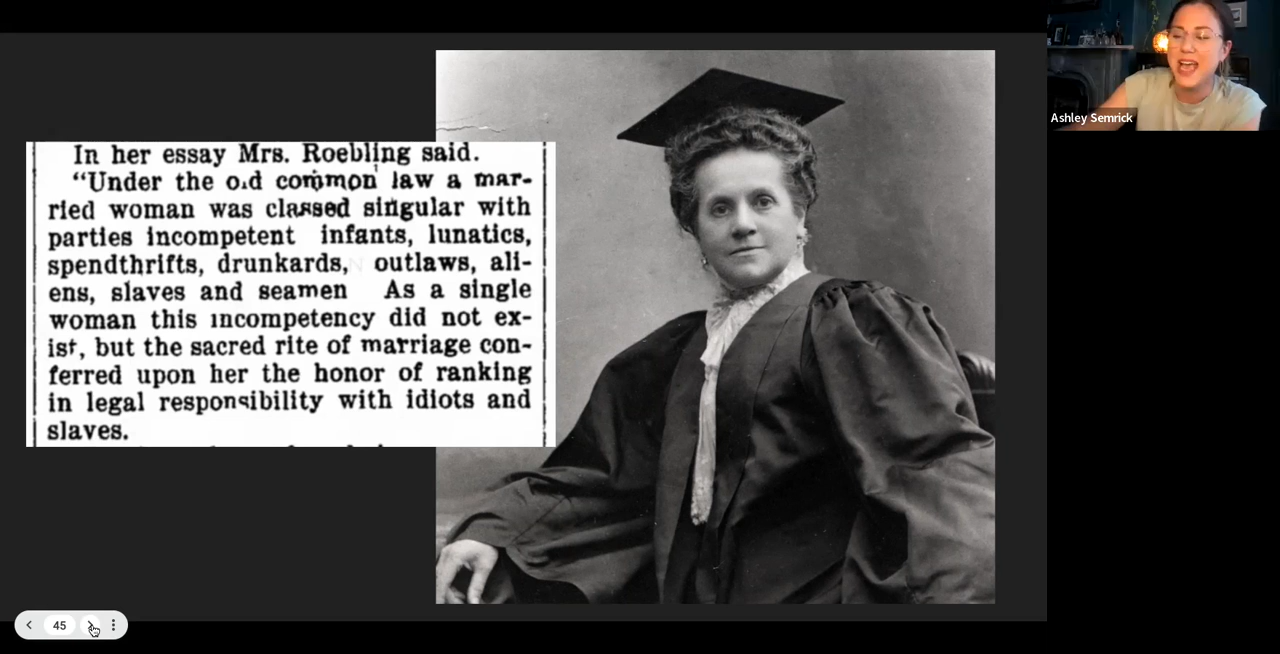 In her essay Mrs. Roebling said.
“Under the o.d common law a mar-
ried woman was classed singular with
parties incompetent infants, lunatics,
spendthrifts, drunkards, outlaws, ali-
ens, slaves and seamen As a single
woman this incompetency did not ex-
ist, but the sacred rite of marriage con-
ferred upon her the honor of ranking
in legal responsibility with idiots and
slaves.
Ashley Semrick
45